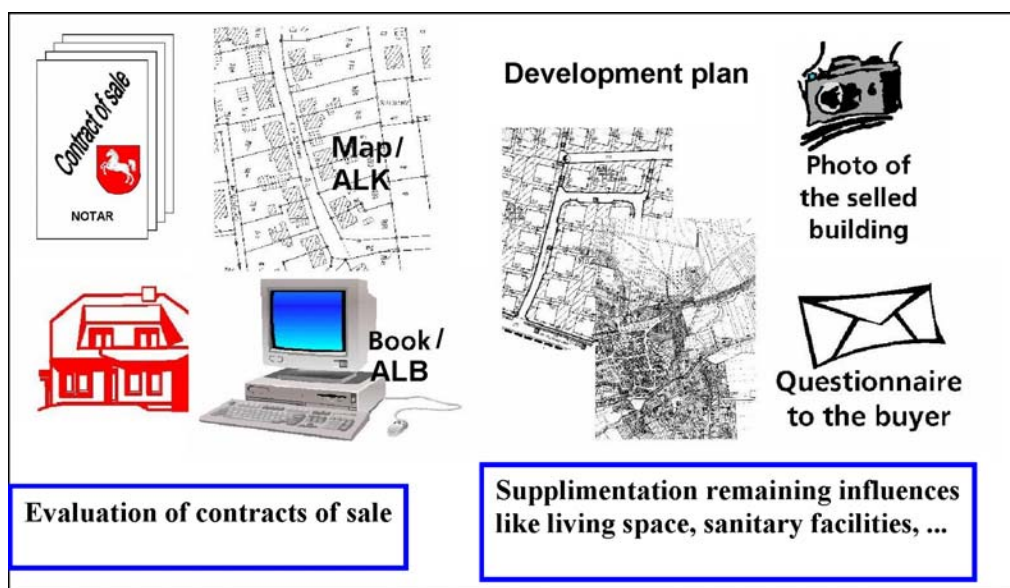 Contract of sale
NOTAR
Map /
ALK
Book /
ALB
Evaluation of contracts of sale
Development plan
Photo of
the selled
building
Questionnaire
to the buyer
Supplimentation remaining influences
like living space, sanitary facilities, ...